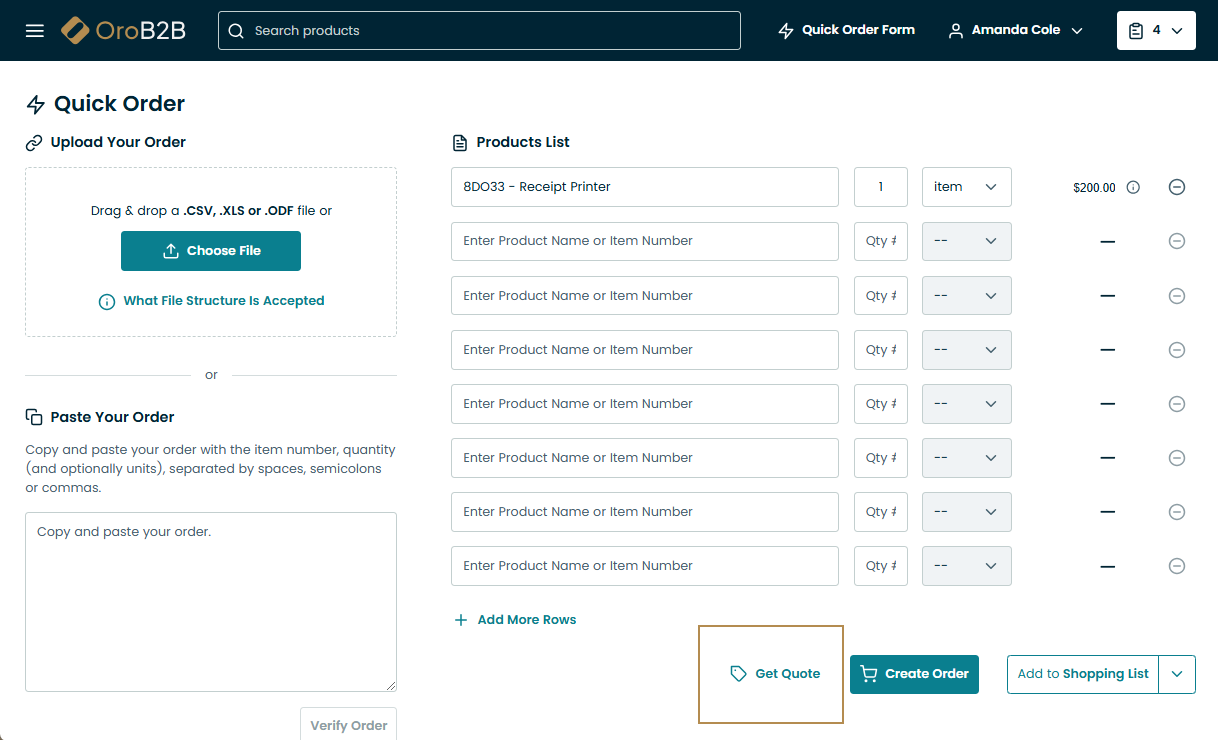 OroB2B
Search products
Quick Order Form
Amanda Cole
4
Quick Order
Upload Your Order
Drag & drop a .CSV, .XLS or .ODF file or
Choose File
What File Structure Is Accepted
or
Paste Your Order
Copy and paste your order with the item number, quantity
(and optionally units), separated by spaces, semicolons
or commas.
Copy and paste your order.
Verify Order
Products List
8DO33 - Receipt Printer 1 item $200.00
Enter Product Name or Item Number Qty # --
Enter Product Name or Item Number Qty # --
Enter Product Name or Item Number Qty # --
Enter Product Name or Item Number Qty # --
Enter Product Name or Item Number Qty # --
Enter Product Name or Item Number Qty # --
Enter Product Name or Item Number Qty # --
Add More Rows
Get Quote
Create Order
Add to Shopping List